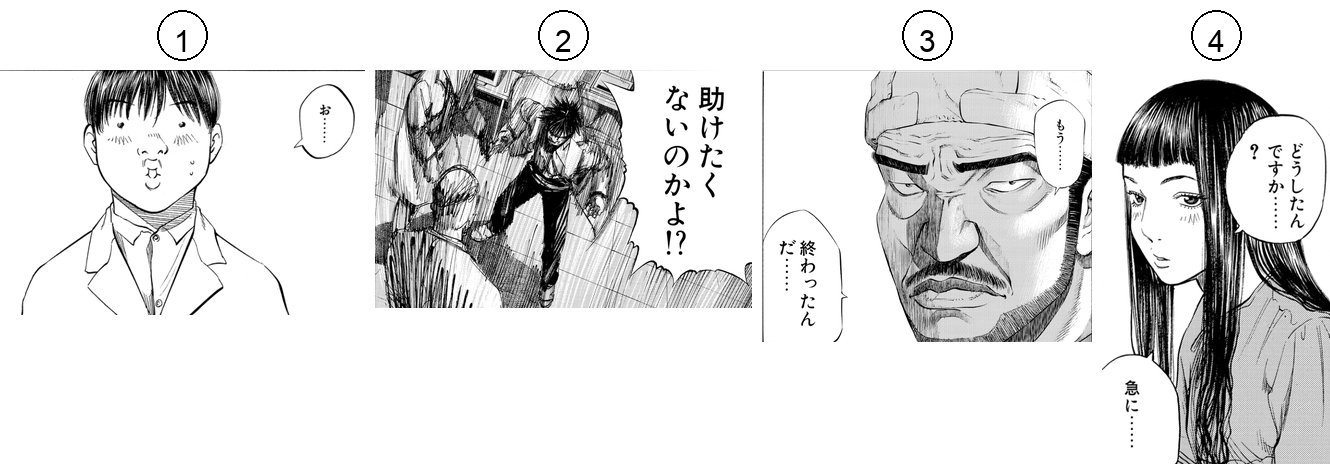 1
お……
2
助けたく
ないのかよ!?
3
もう……
終わったん
だ……
4
どうしたん
ですか……
?
急に……